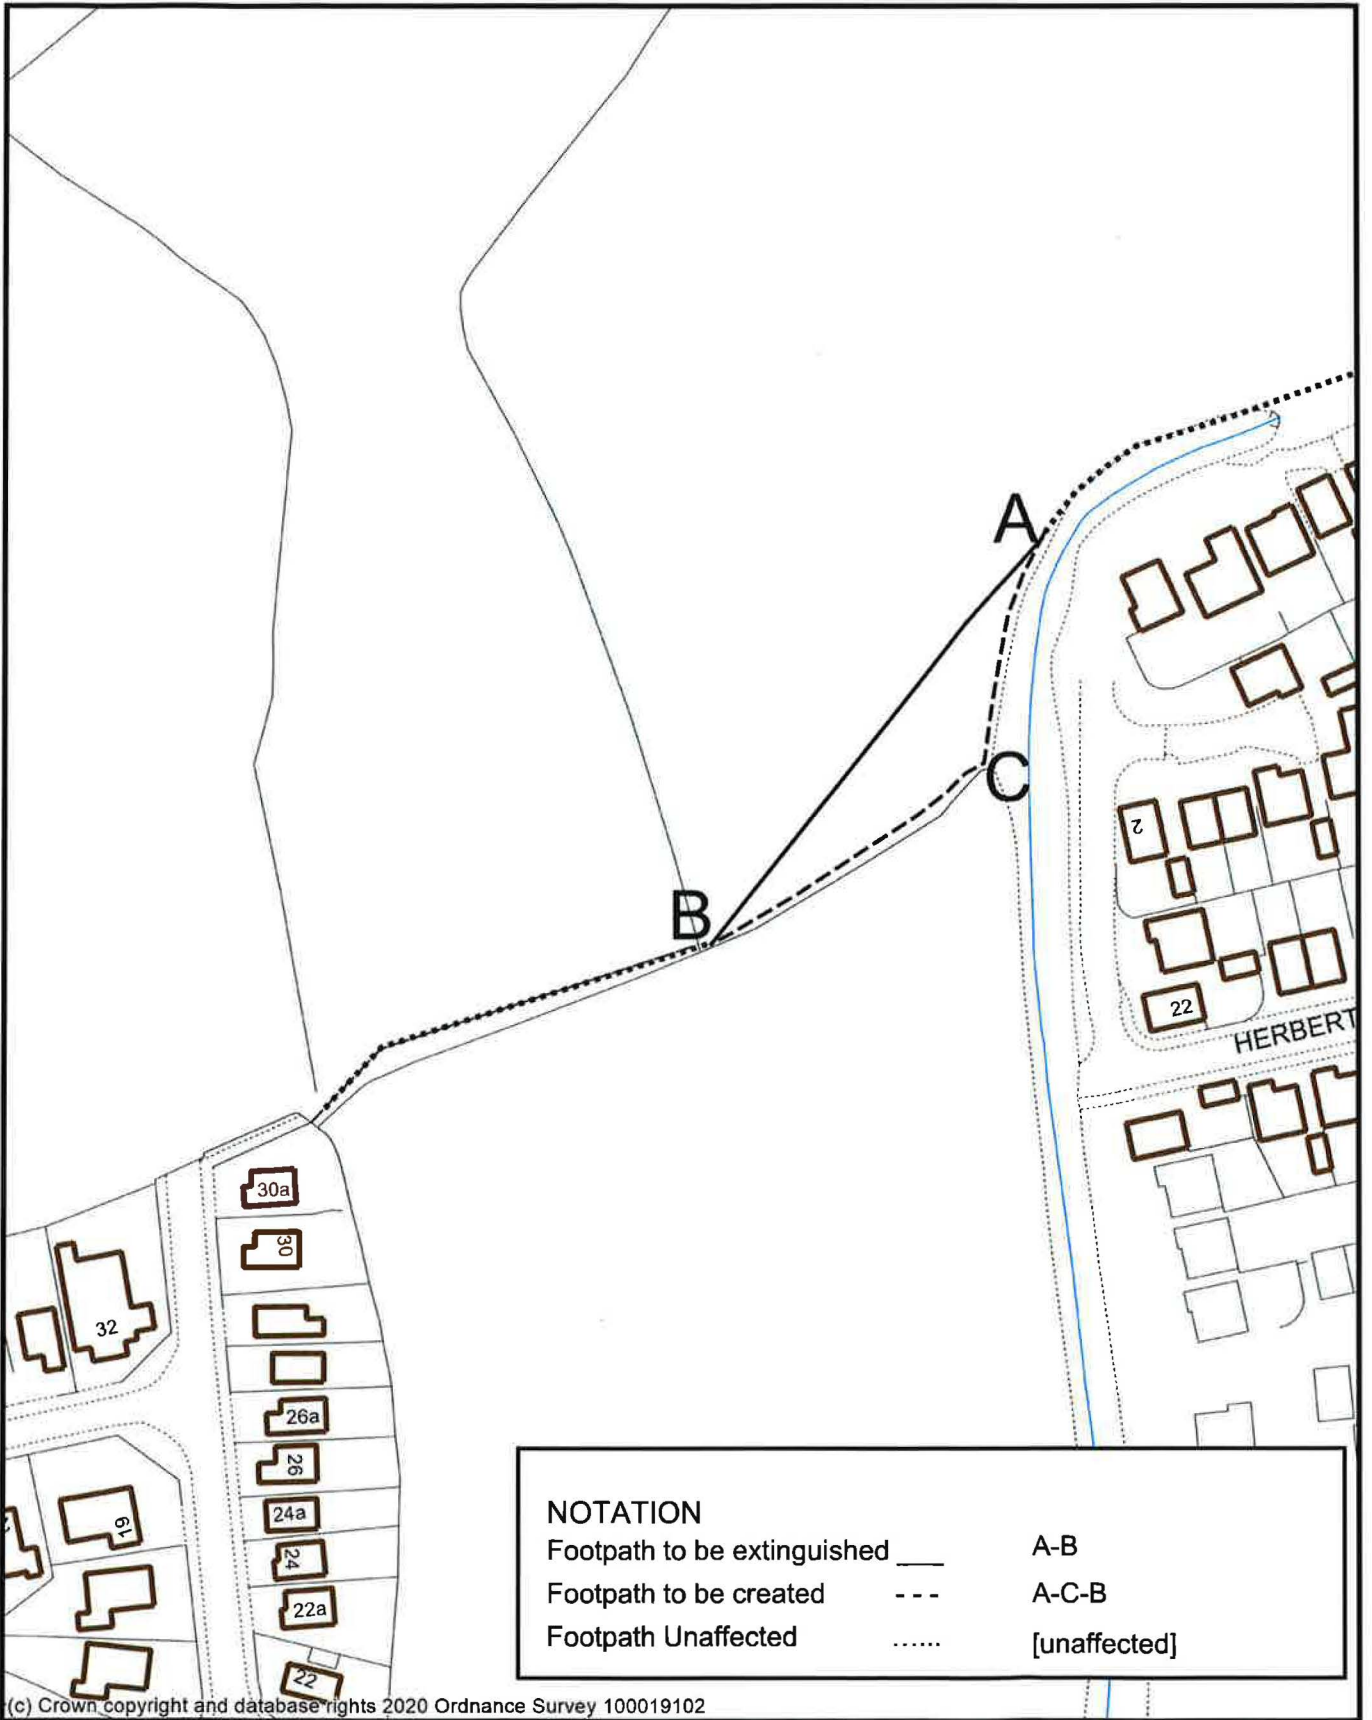 A
C
B
2
22
HERBERT
30a
30
32
26a
26
24a
19
24
22a
22
NOTATION
Footpath to be extinguished ___ A-B
Footpath to be created - - - A-C-B
Footpath Unaffected ...... [unaffected]
(c) Crown copyright and database rights 2020 Ordnance Survey 100019102